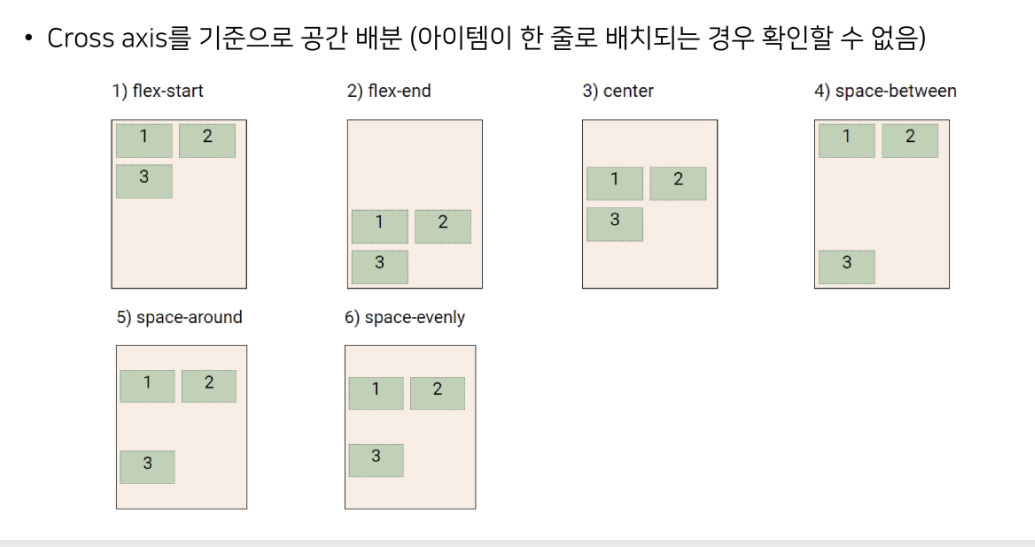 • Cross axis를 기준으로 공간 배분 (아이템이 한 줄로 배치되는 경우 확인할 수 없음)
1) flex-start
2) flex-end
3) center
4) space-between
1 2
3
1 2
3
1 2
3
1 2
3
5) space-around
6) space-evenly
1 2
3
1 2
3